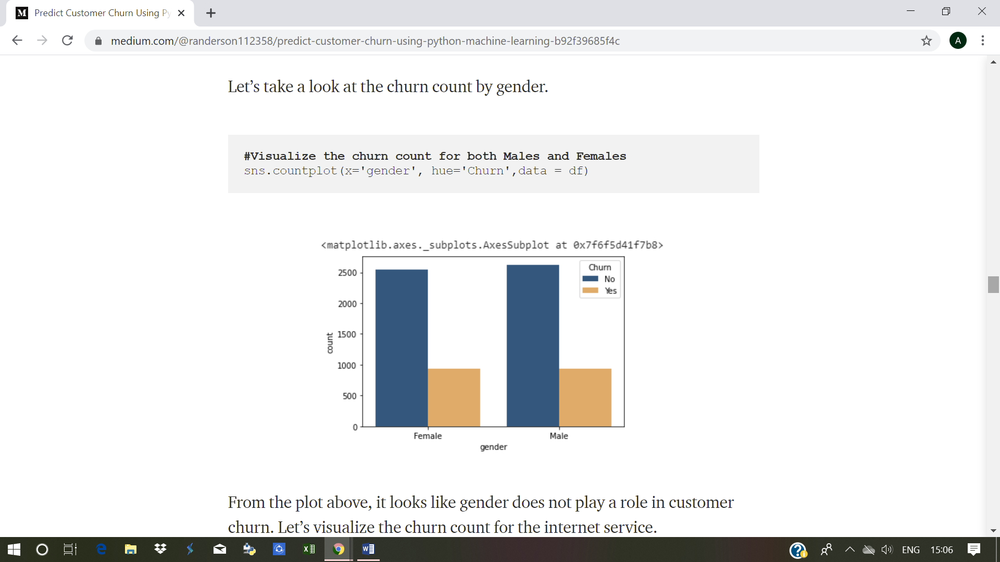 M Predict Customer Churn Using Py
medium.com/@randerson112358/predict-customer-churn-using-python-machine-learning-b92f39685f4c
A
Let’s take a look at the churn count by gender.
#Visualize the churn count for both Males and Females
sns.countplot(x='gender', hue='Churn',data = df)
<matplotlib.axes._subplots.AxesSubplot at 0x7f6f5d41f7b8>
Churn
No
Yes
2500
2000
1500
1000
500
0
count
Female
Male
gender
From the plot above, it looks like gender does not play a role in customer
churn. Let’s visualize the churn count for the internet service.
ENG
15:06